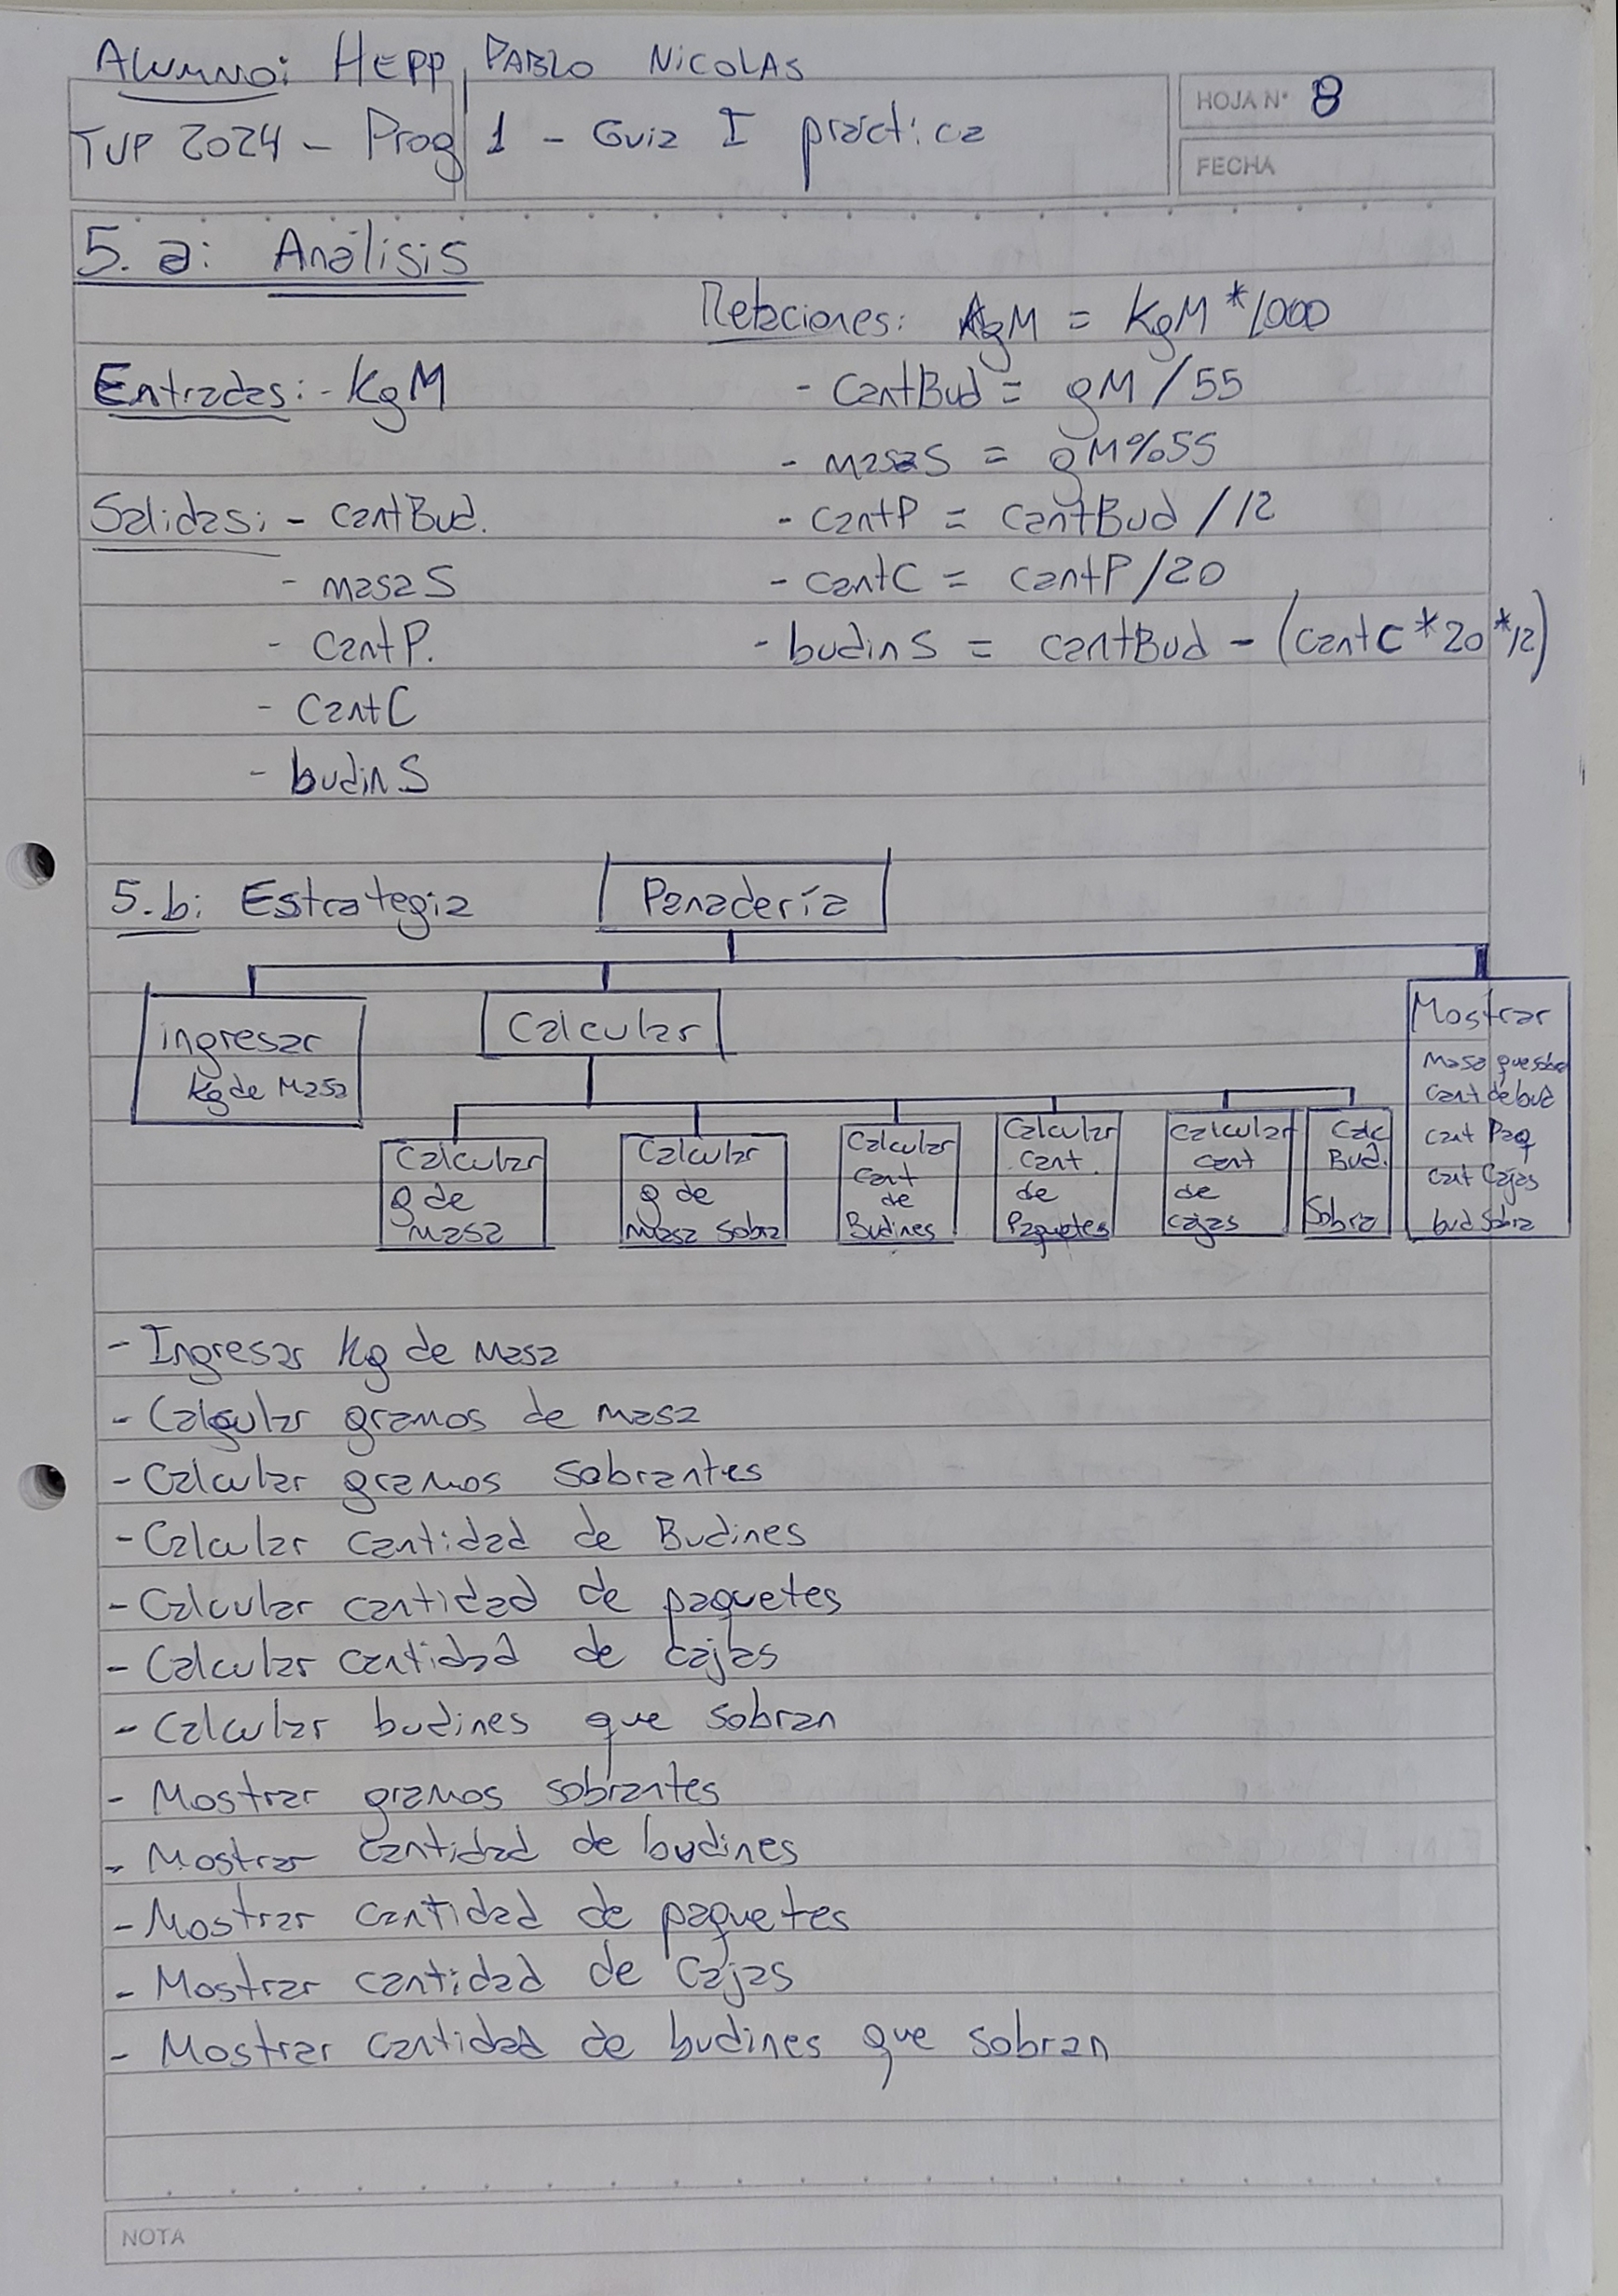 Alumno: HEPP, PABLO NICOLAS
TUP 2024 - Prog 1 - Guia I práctica
HOJA N° 8
FECHA
5.a: Análisis
Relaciones: gM = KgM * 1000
Entradas: - KgM
- CantBud = gM / 55
- masaS = gM % 55
Salidas: - cantBud.
- cantP = cantBud / 12
- masaS
- cantC = cantP / 20
- cantP.
- budinS = cantBud - (cantC * 20 * 12)
- CantC
- budinS
5.b: Estrategia
Panadería
ingresar
Kg de Masa
Calcular
Mostrar
Masa que sobra
cant de bud
cant Paq
cant Cajas
bud Sobra
Calcular
g de
masa
Calcular
g de
masa sobra
Calcular
cant
de
Budines
Calcular
cant.
de
Paquetes
Calcular
cant
de
cajas
Calc
Bud.
Sobra
- Ingresar Kg de masa
- Calcular gramos de masa
- Calcular gramos sobrantes
- Calcular cantidad de Budines
- Calcular cantidad de paquetes
- Calcular cantidad de cajas
- Calcular budines que sobran
- Mostrar gramos sobrantes
- Mostrar cantidad de budines
- Mostrar cantidad de paquetes
- Mostrar cantidad de Cajas
- Mostrar cantidad de budines que sobran
NOTA